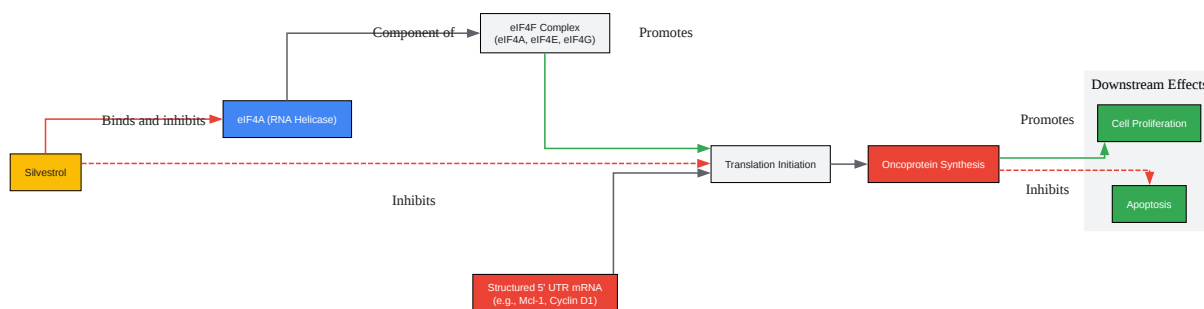 Component of
eIF4F Complex
(eIF4A, eIF4E, eIF4G)
Promotes
Downstream Effects
Binds and inhibits
eIF4A (RNA Helicase)
Promotes
Cell Proliferation
Silvestrol
Translation Initiation
Oncoprotein Synthesis
Inhibits
Inhibits
Apoptosis
Structured 5' UTR mRNA
(e.g., Mcl-1, Cyclin D1)